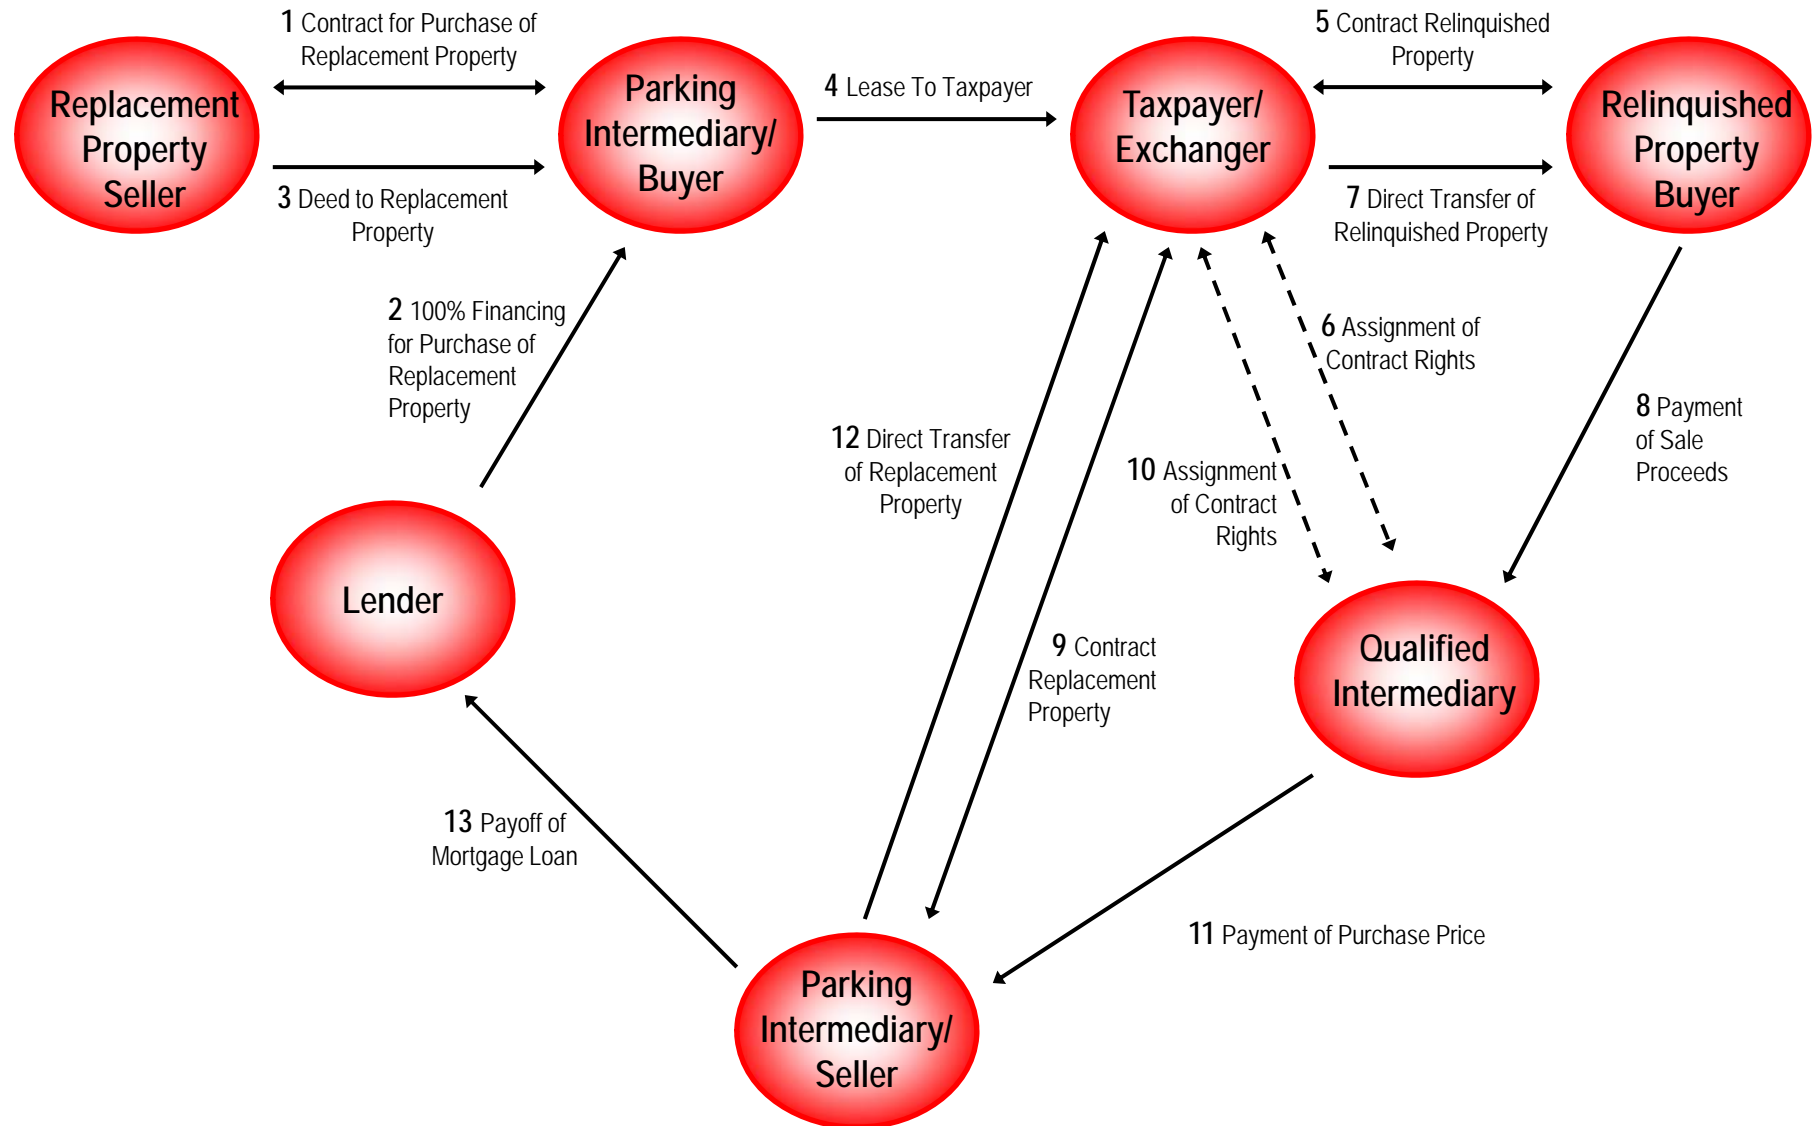 1 Contract for Purchase of
Replacement Property
5 Contract Relinquished
Property
Replacement
Property
Seller
Parking
Intermediary/
Buyer
4 Lease To Taxpayer
Taxpayer/
Exchanger
Relinquished
Property
Buyer
3 Deed to Replacement
Property
7 Direct Transfer of
Relinquished Property
2 100% Financing
for Purchase of
Replacement
Property
6 Assignment of
Contract Rights
8 Payment
of Sale
Proceeds
12 Direct Transfer
of Replacement
Property
10 Assignment
of Contract
Rights
Lender
9 Contract
Replacement
Property
Qualified
Intermediary
13 Payoff of
Mortgage Loan
11 Payment of Purchase Price
Parking
Intermediary/
Seller